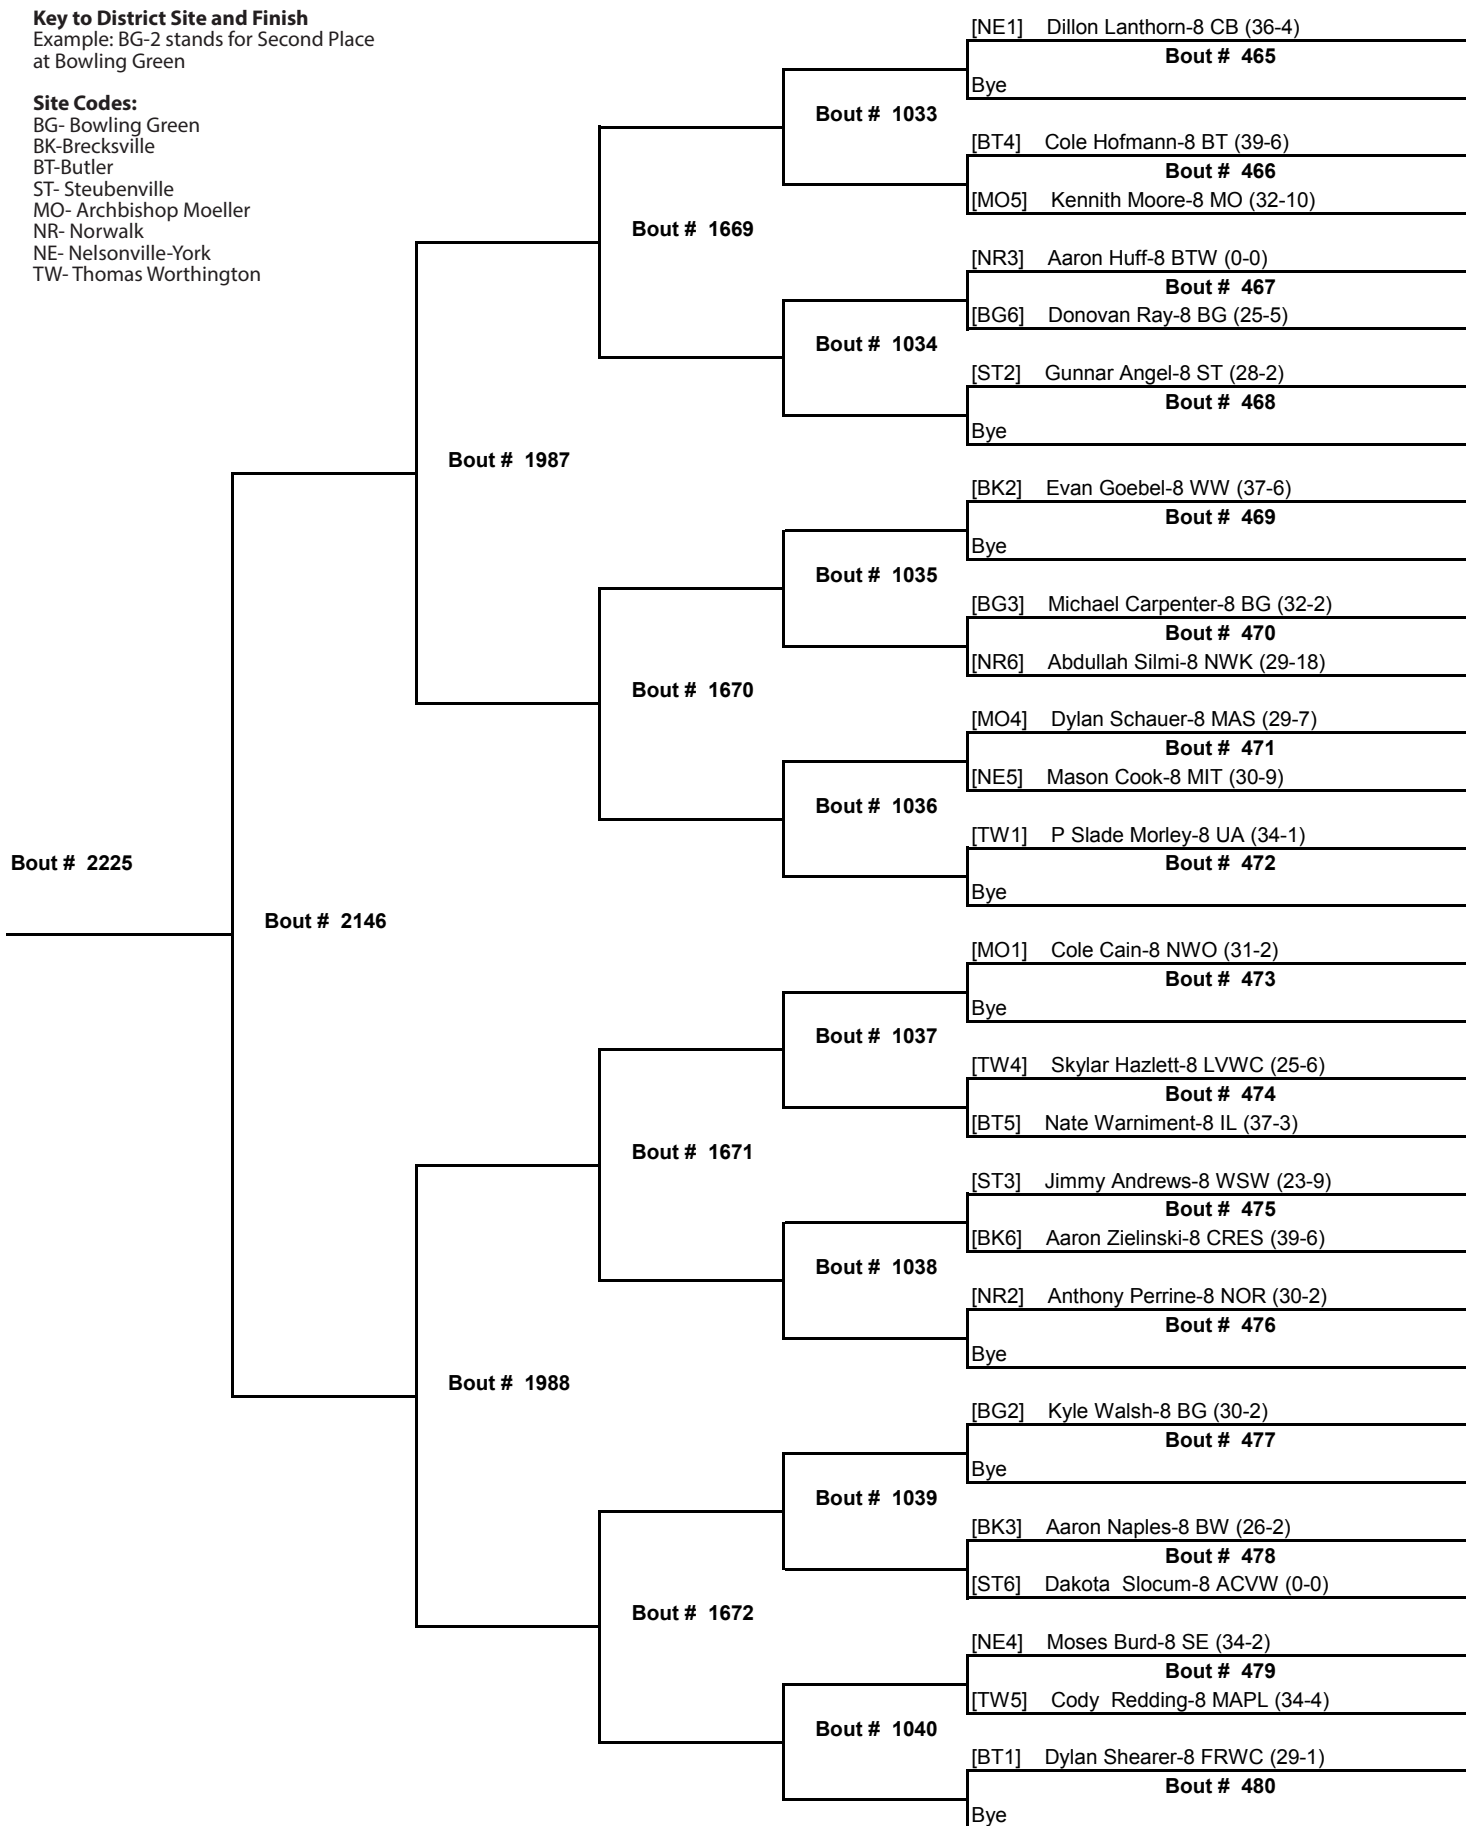 Key to District Site and Finish
Example: BG-2 stands for Second Place
at Bowling Green
Site Codes:
BG- Bowling Green
BK-Brecksville
BT-Butler
ST- Steubenville
MO- Archbishop Moeller
NR- Norwalk
NE- Nelsonville-York
TW- Thomas Worthington
[NE1] Dillon Lanthorn-8 CB (36-4)
Bout # 465
Bye
Bout # 1033
[BT4] Cole Hofmann-8 BT (39-6)
Bout # 466
[MO5] Kennith Moore-8 MO (32-10)
Bout # 1669
[NR3] Aaron Huff-8 BTW (0-0)
Bout # 467
[BG6] Donovan Ray-8 BG (25-5)
Bout # 1034
[ST2] Gunnar Angel-8 ST (28-2)
Bout # 468
Bye
Bout # 1987
[BK2] Evan Goebel-8 WW (37-6)
Bout # 469
Bye
Bout # 1035
[BG3] Michael Carpenter-8 BG (32-2)
Bout # 470
[NR6] Abdullah Silmi-8 NWK (29-18)
Bout # 1670
[MO4] Dylan Schauer-8 MAS (29-7)
Bout # 471
[NE5] Mason Cook-8 MIT (30-9)
Bout # 1036
[TW1] P Slade Morley-8 UA (34-1)
Bout # 472
Bye
Bout # 2225
Bout # 2146
[MO1] Cole Cain-8 NWO (31-2)
Bout # 473
Bye
Bout # 1037
[TW4] Skylar Hazlett-8 LVWC (25-6)
Bout # 474
[BT5] Nate Warniment-8 IL (37-3)
Bout # 1671
[ST3] Jimmy Andrews-8 WSW (23-9)
Bout # 475
[BK6] Aaron Zielinski-8 CRES (39-6)
Bout # 1038
[NR2] Anthony Perrine-8 NOR (30-2)
Bout # 476
Bye
Bout # 1988
[BG2] Kyle Walsh-8 BG (30-2)
Bout # 477
Bye
Bout # 1039
[BK3] Aaron Naples-8 BW (26-2)
Bout # 478
[ST6] Dakota  Slocum-8 ACVW (0-0)
Bout # 1672
[NE4] Moses Burd-8 SE (34-2)
Bout # 479
[TW5] Cody  Redding-8 MAPL (34-4)
Bout # 1040
[BT1] Dylan Shearer-8 FRWC (29-1)
Bout # 480
Bye